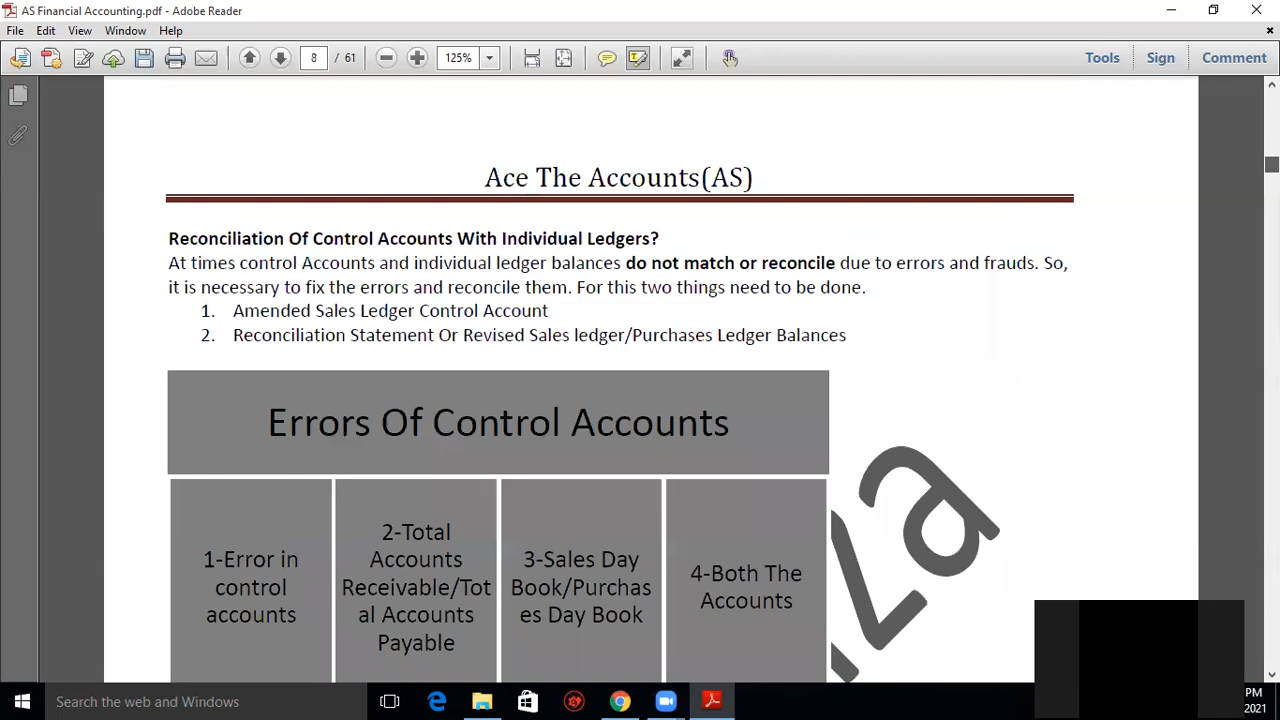 AS Financial Accounting.pdf - Adobe Reader
File Edit View Window Help
8 / 61 125% Tools Sign Comment
Ace The Accounts(AS)
Reconciliation Of Control Accounts With Individual Ledgers?
At times control Accounts and individual ledger balances do not match or reconcile due to errors and frauds. So,
it is necessary to fix the errors and reconcile them. For this two things need to be done.
1. Amended Sales Ledger Control Account
2. Reconciliation Statement Or Revised Sales ledger/Purchases Ledger Balances
Errors Of Control Accounts
1-Error in
control
accounts
2-Total
Accounts
Receivable/Tot
al Accounts
Payable
3-Sales Day
Book/Purchas
es Day Book
4-Both The
Accounts
za
Search the web and Windows
PM
2021